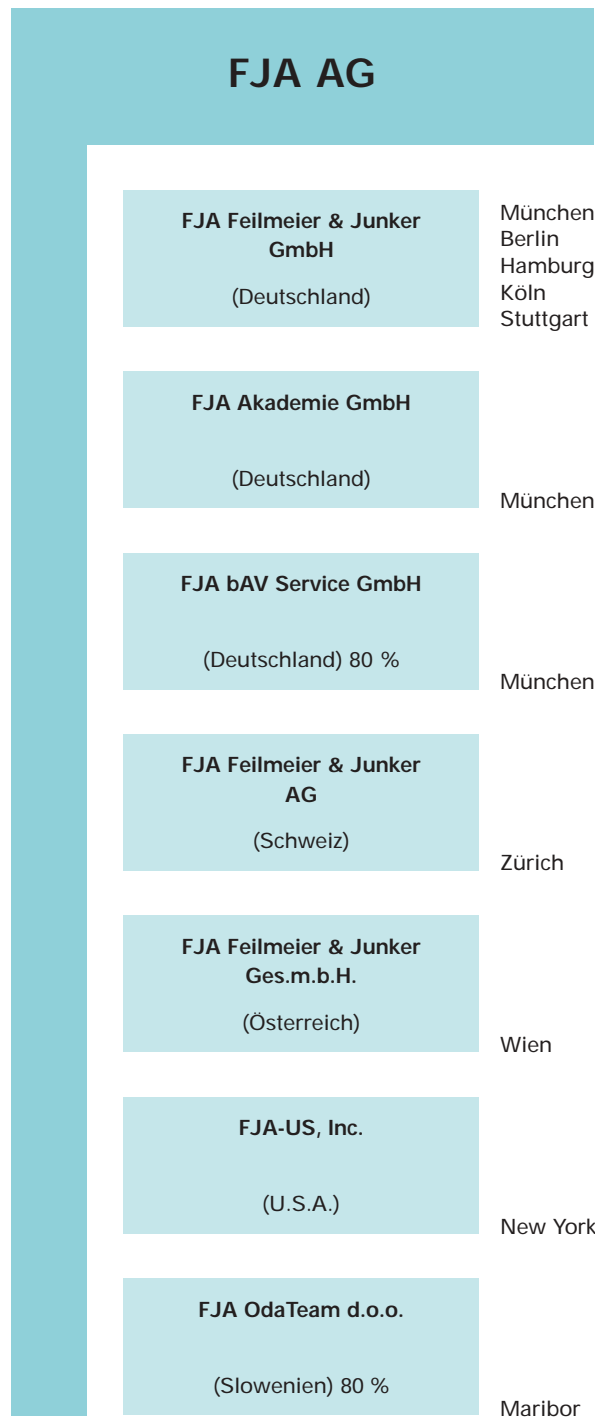 FJA AG
FJA Feilmeier & Junker
GmbH
(Deutschland)
München
Berlin
Hamburg
Köln
Stuttgart
FJA Akademie GmbH
(Deutschland)
München
FJA bAV Service GmbH
(Deutschland) 80 %
München
FJA Feilmeier & Junker
AG
(Schweiz)
Zürich
FJA Feilmeier & Junker
Ges.m.b.H.
(Österreich)
Wien
FJA-US, Inc.
(U.S.A.)
New York
FJA OdaTeam d.o.o.
(Slowenien) 80 %
Maribor